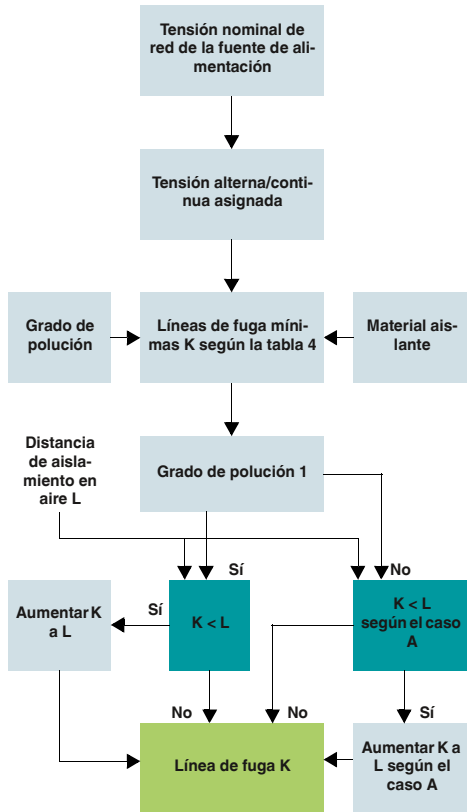 Tensión nominal de
red de la fuente de ali-
mentación
Tensión alterna/conti-
nua asignada
Grado de
polución
Líneas de fuga míni-
mas K según la tabla 4
Material ais-
lante
Distancia
de aisla-
miento en
aire L
Grado de polución 1
Sí
No
Aumentar K
a L
Sí
K < L
K < L
según el caso
A
No
No
Sí
Línea de fuga K
Aumentar K a
L según el
caso A